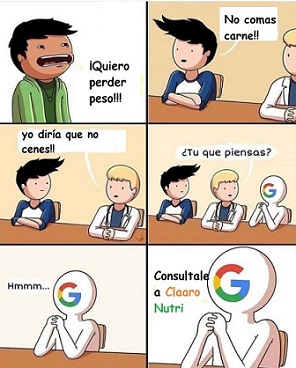 ¡Quiero
perder
peso!!!
No comas
carne!!
yo diría que no
cenes!!
¿Tu que piensas?
Hmmm...
Consultale
a Claaro
Nutri